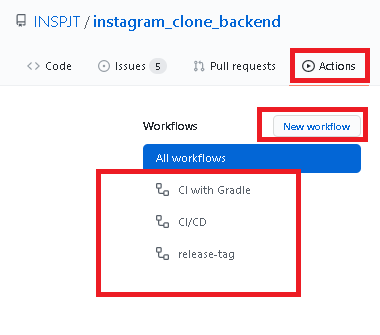 INSPJT / instagram_clone_backend
Code Issues 5 Pull requests Actions
Workflows New workflow
All workflows
CI with Gradle
CI/CD
release-tag